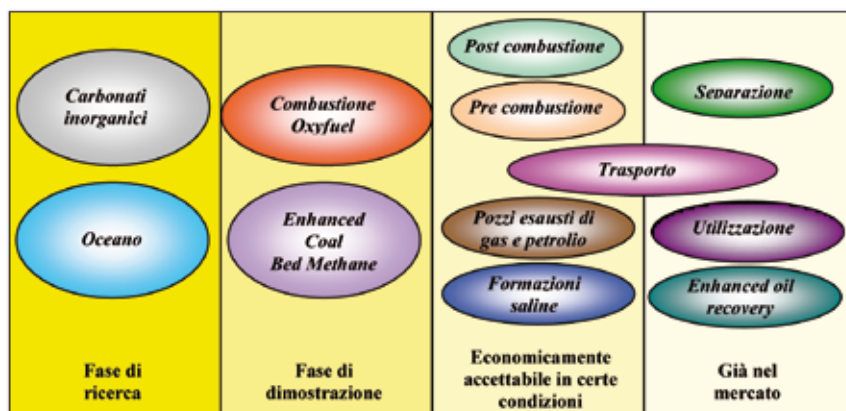 Carbonati
inorganici
Oceano
Fase di
ricerca
Combustione
Oxyfuel
Enhanced
Coal
Bed Methane
Fase di
dimostrazione
Post combustione
Pre combustione
Trasporto
Pozzi esausti di
gas e petrolio
Formazioni
saline
Economicamente
accettabile in certe
condizioni
Separazione
Utilizzazione
Enhanced oil
recovery
Già nel
mercato